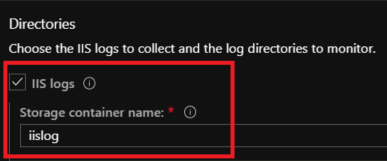 Directories
Choose the IIS logs to collect and the log directories to monitor.
IIS logs
Storage container name: *
iislog